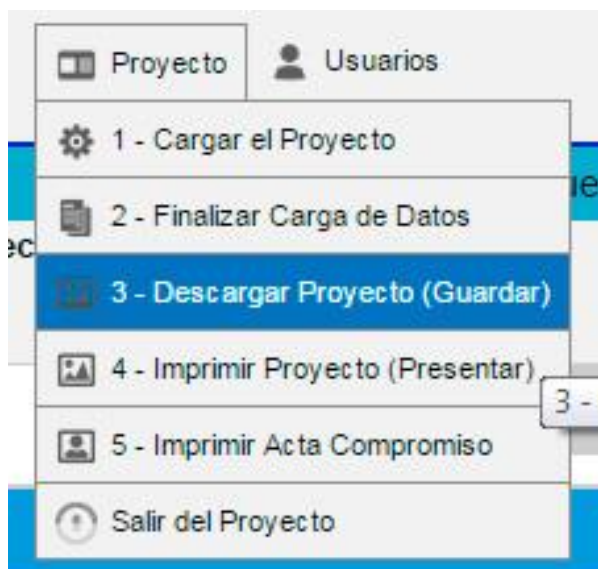 Proyecto Usuarios
1 - Cargar el Proyecto
2 - Finalizar Carga de Datos
3 - Descargar Proyecto (Guardar)
4 - Imprimir Proyecto (Presentar)
3 -
5 - Imprimir Acta Compromiso
Salir del Proyecto